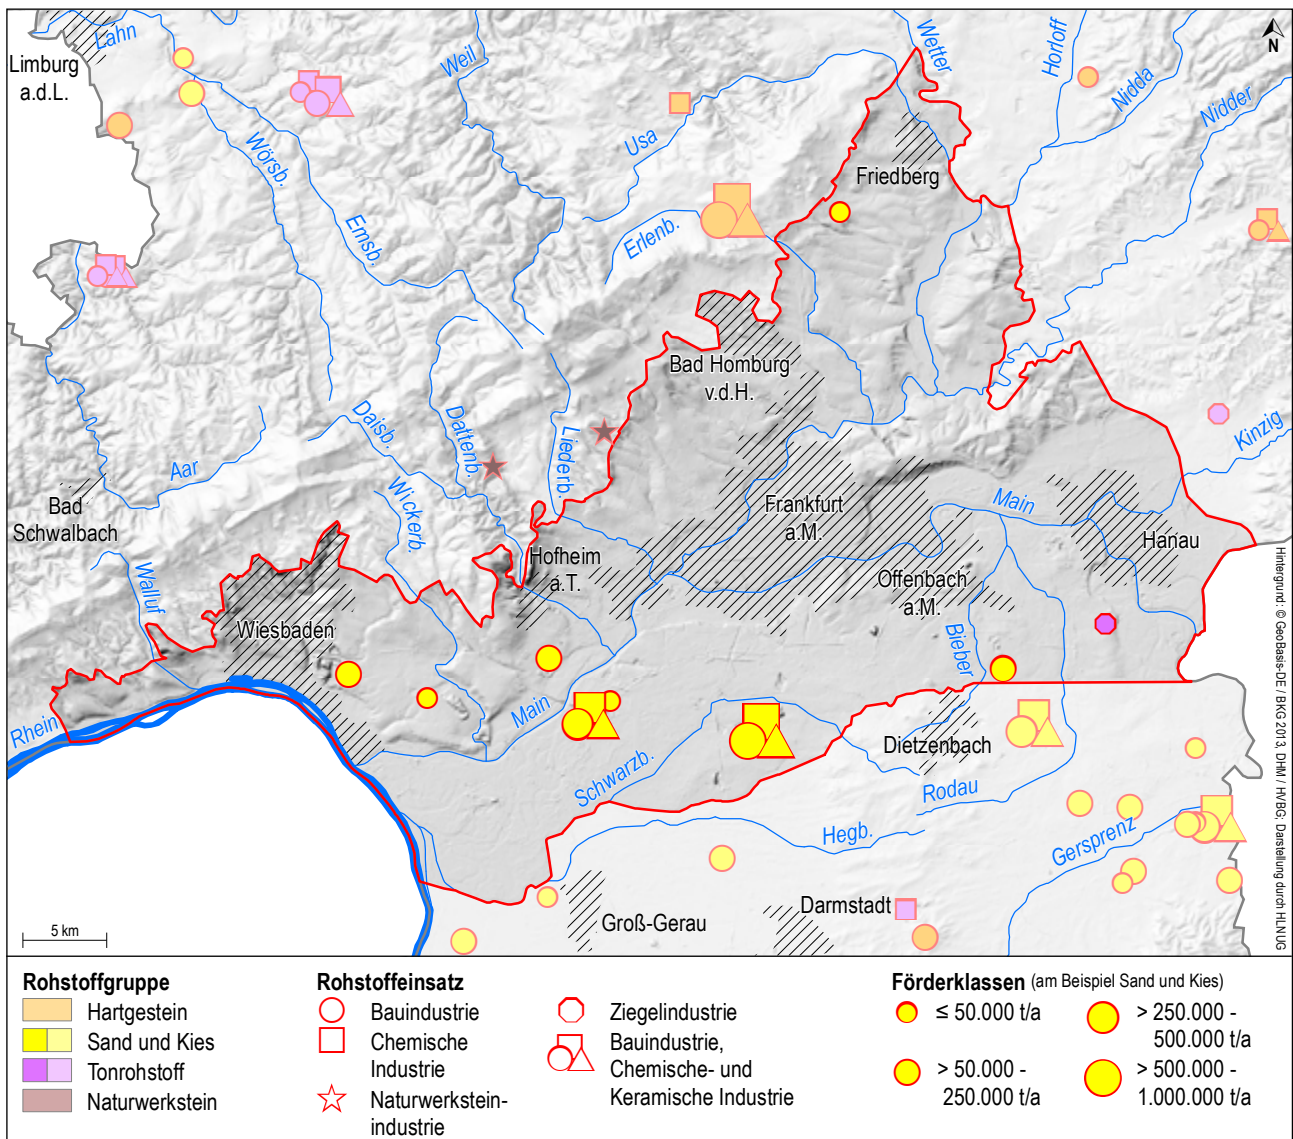 Lahn
Wetter
Horloff
N
Limburg
a.d.L.
Weil
Nidda
Nidder
Usa
Wörsb.
Friedberg
Emsb.
Erlenb.
Bad Homburg
v.d.H.
Daisb.
Dattenb.
Liederb.
Kinzig
Aar
Bad
Schwalbach
Wickerb.
Frankfurt
a.M.
Main
Hanau
Walluf
Hofheim
a.T.
Offenbach
a.M.
Wiesbaden
Bieber
Rhein
Main
Schwarzb.
Dietzenbach
Rodau
Hegb.
Gersprenz
Darmstadt
Groß-Gerau
5 km
Hintergrund: © GeoBasis-DE / BKG 2013, DHM / HVBG; Darstellung durch HLNUG
Rohstoffgruppe
Hartgestein
Sand und Kies
Tonrohstoff
Naturwerkstein
Rohstoffeinsatz
Bauindustrie
Chemische
Industrie
Naturwerkstein-
industrie
Ziegelindustrie
Bauindustrie,
Chemische- und
Keramische Industrie
Förderklassen (am Beispiel Sand und Kies)
≤ 50.000 t/a
> 50.000 -
250.000 t/a
> 250.000 -
500.000 t/a
> 500.000 -
1.000.000 t/a